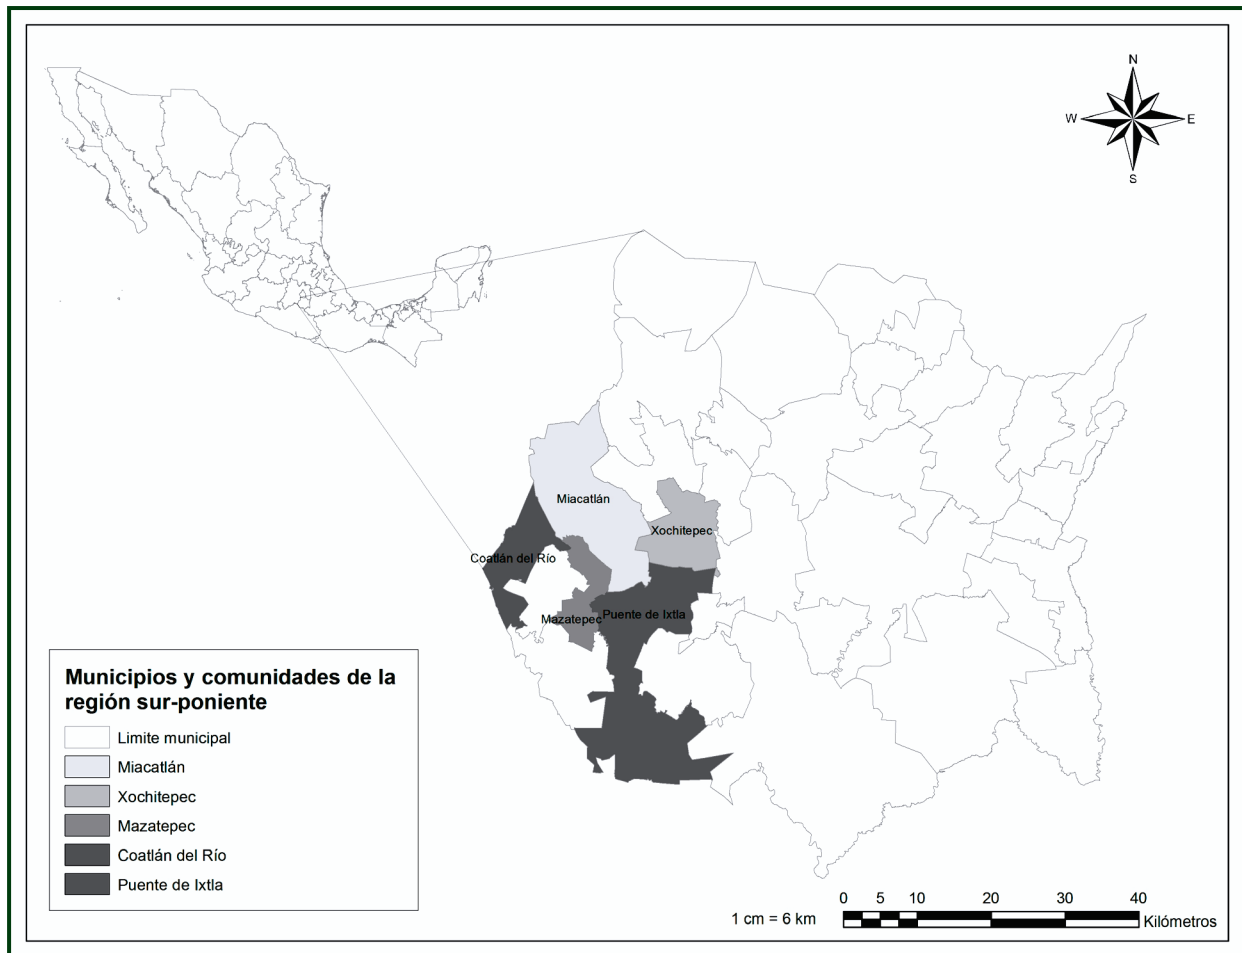 N
W
E
S
Miacatlán
Xochitepec
Coatlán del Río
Puente de Ixtla
Mazatepec
Municipios y comunidades de la
región sur-poniente
Limite municipal
Miacatlán
Xochitepec
Mazatepec
Coatlán del Río
Puente de Ixtla
0 5 10 20 30 40
1 cm = 6 km
Kilómetros